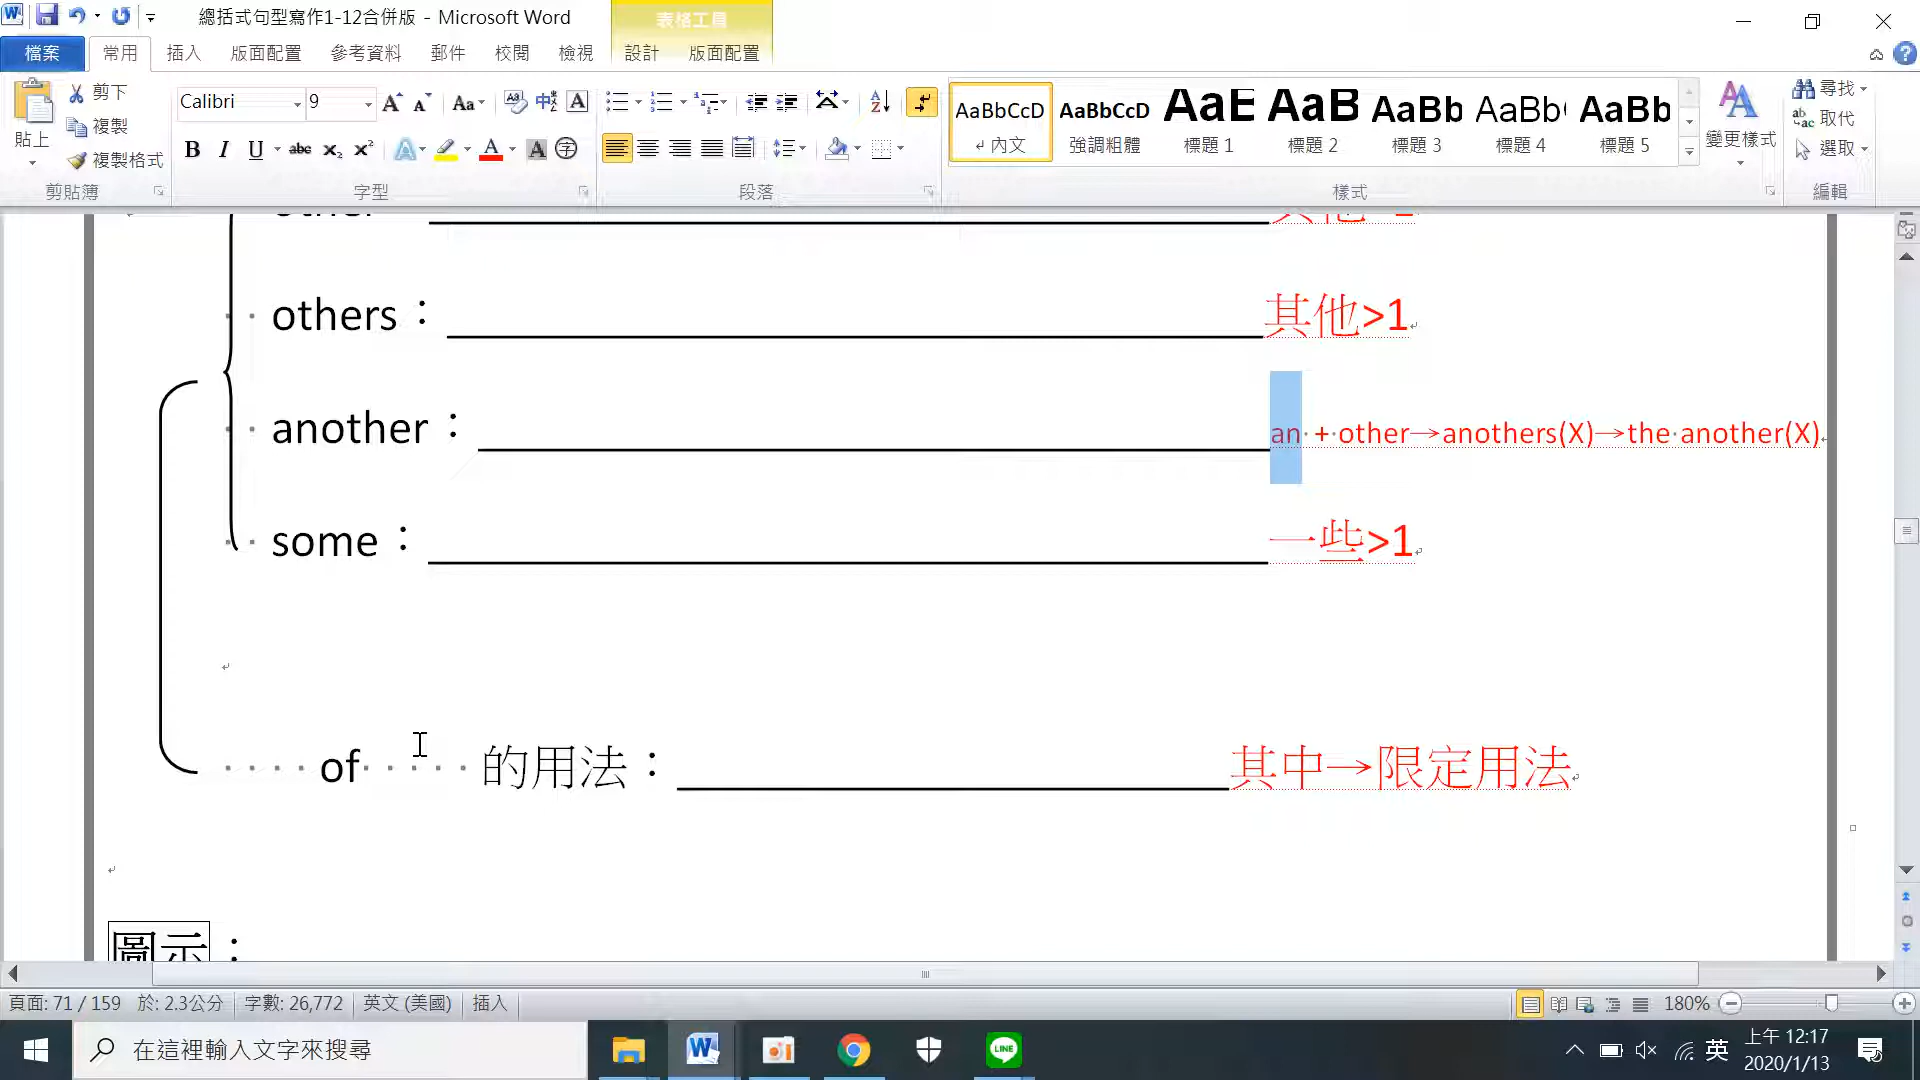 總括式句型寫作1-12合併版 - Microsoft Word
表格工具
檔案 常用 插入 版面配置 參考資料 郵件 校閱 檢視 設計 版面配置
貼上 剪下 複製 複製格式
Calibri 9
B I U abc x₂ x² A A A
AaBbCcD AaBbCcD AaE AaB AaBb AaBb AaBb
內文 強調粗體 標題 1 標題 2 標題 3 標題 4 標題 5
變更樣式
尋找 取代 選取
剪貼簿 字型 段落 樣式 編輯
others： 其他>1
another： an + other→anothers(X)→the another(X)
some： 一些>1
of 的用法： 其中→限定用法
圖示：
頁面: 71 / 159 於: 2.3公分 字數: 26,772 英文 (美國) 插入 180%
在這裡輸入文字來搜尋
LINE
英
上午 12:17
2020/1/13